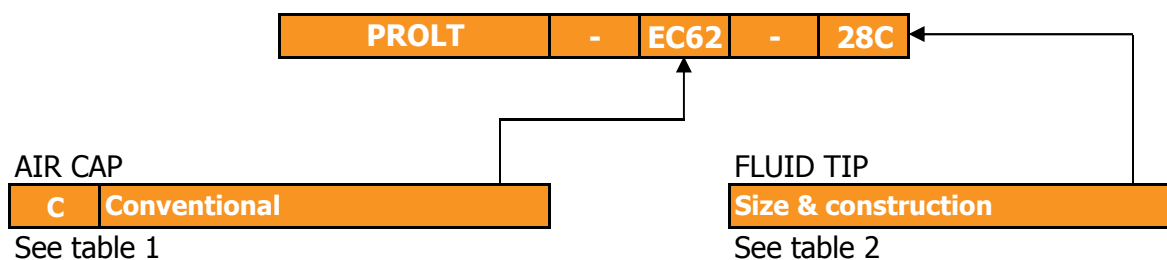 PROLT - EC62 - 28C
AIR CAP
C Conventional
See table 1
FLUID TIP
Size & construction
See table 2